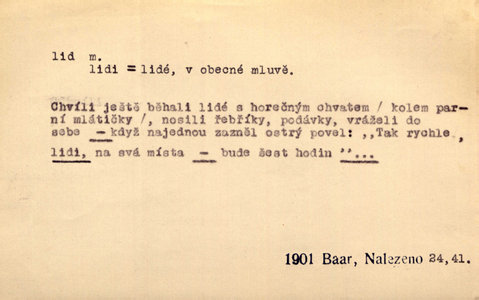 lid m.
lidi = lidé, v obecné mluvě.
Chvíli ještě běhali lidé s horečným chvatem / kolem par-
ní mlátičky /, nosili řebříky, podávky, vráželi do
sebe — když najednou zazněl ostrý povel: ,,Tak rychle,
lidi, na svá místa — bude šest hodin ''...
1901 Baar, Nalezeno 24,41.